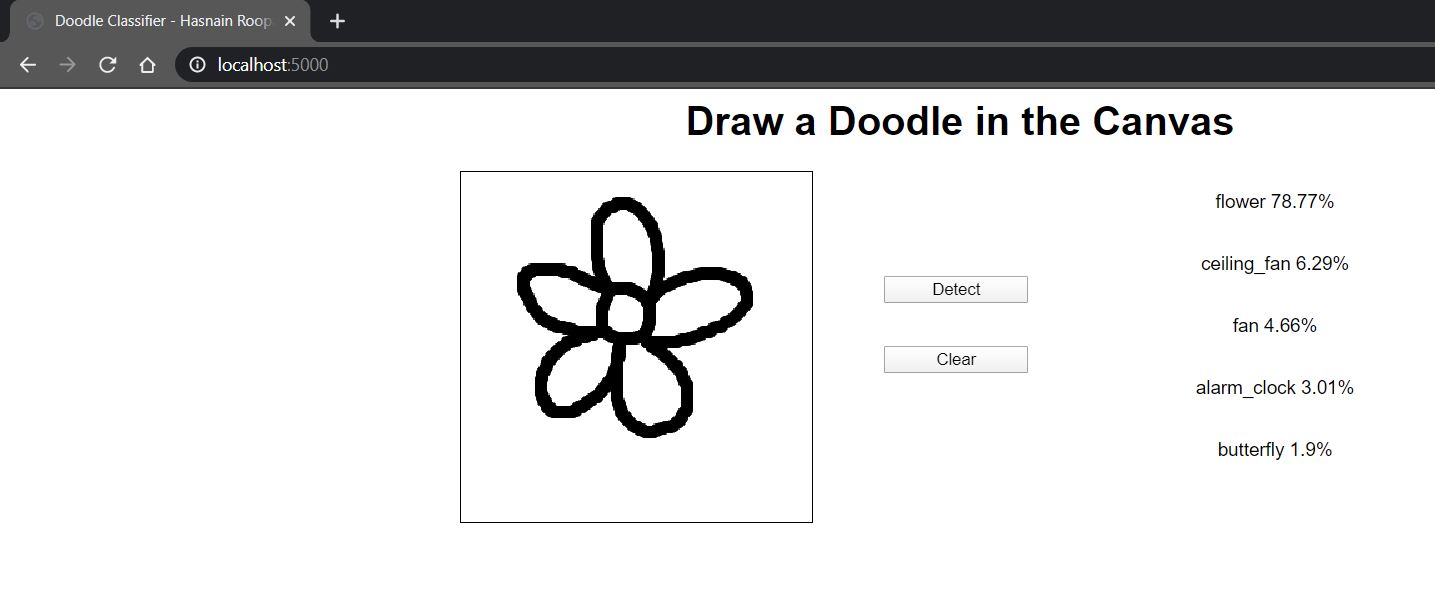 Doodle Classifier - Hasnain Roop
localhost:5000
Draw a Doodle in the Canvas
flower 78.77%
ceiling_fan 6.29%
Detect
fan 4.66%
Clear
alarm_clock 3.01%
butterfly 1.9%